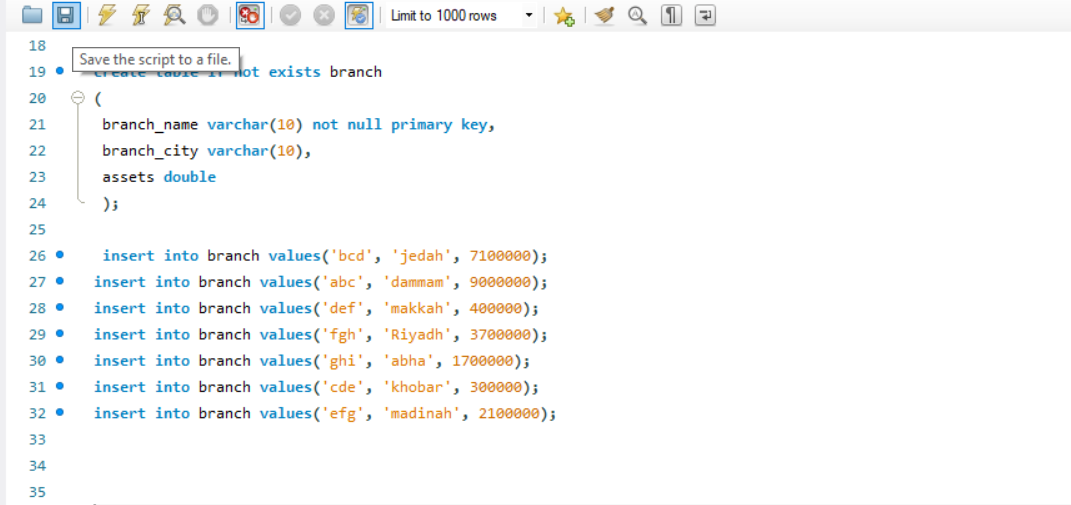 Limit to 1000 rows
18
Save the script to a file.
19 create table if not exists branch
20 (
21 branch_name varchar(10) not null primary key,
22 branch_city varchar(10),
23 assets double
24 );
25
26 insert into branch values('bcd', 'jedah', 7100000);
27 insert into branch values('abc', 'dammam', 9000000);
28 insert into branch values('def', 'makkah', 400000);
29 insert into branch values('fgh', 'Riyadh', 3700000);
30 insert into branch values('ghi', 'abha', 1700000);
31 insert into branch values('cde', 'khobar', 300000);
32 insert into branch values('efg', 'madinah', 2100000);
33
34
35